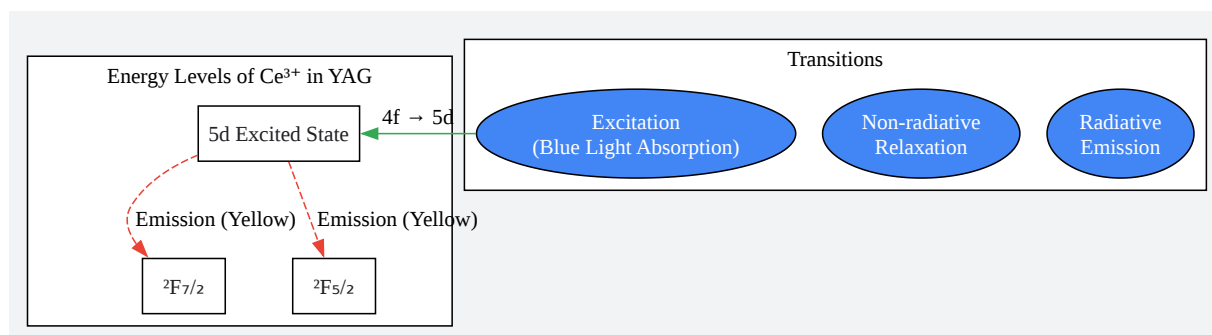 Energy Levels of Ce³⁺ in YAG
5d Excited State
Emission (Yellow)
Emission (Yellow)
²F₇/₂
²F₅/₂
4f → 5d
Transitions
Excitation
(Blue Light Absorption)
Non-radiative
Relaxation
Radiative
Emission